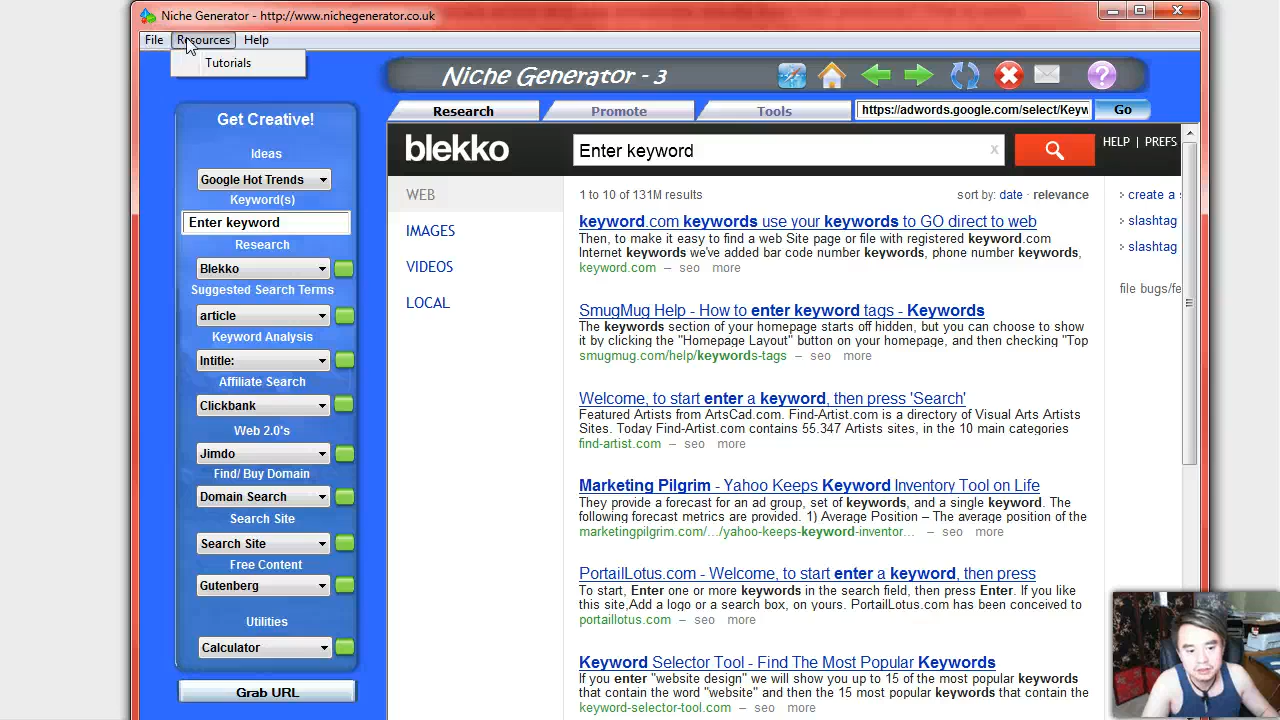 Niche Generator - http://www.nichegenerator.co.uk
File Resources Help
Tutorials
Niche Generator - 3
Research Promote Tools https://adwords.google.com/select/Keyw Go
Get Creative!
Ideas
Google Hot Trends
Keyword(s)
Enter keyword
Research
Blekko
Suggested Search Terms
article
Keyword Analysis
Intitle:
Affiliate Search
Clickbank
Web 2.0's
Jimdo
Find/ Buy Domain
Domain Search
Search Site
Search Site
Free Content
Gutenberg
Utilities
Calculator
Grab URL
blekko Enter keyword x HELP | PREFS
WEB
IMAGES
VIDEOS
LOCAL
1 to 10 of 131M results sort by: date · relevance
keyword.com keywords use your keywords to GO direct to web
Then, to make it easy to find a web Site page or file with registered keyword.com
Internet keywords we've added bar code number keywords, phone number keywords,
keyword.com – seo more
SmugMug Help - How to enter keyword tags - Keywords
The keywords section of your homepage starts off hidden, but you can choose to show
it by clicking the "Homepage Layout" button on your homepage, and then checking "Top
smugmug.com/help/keywords-tags – seo more
Welcome, to start enter a keyword, then press 'Search'
Featured Artists from ArtsCad.com. Find-Artist.com is a directory of Visual Arts Artists
Sites. Today Find-Artist.com contains 55.347 Artists sites, in the 10 main categories
find-artist.com – seo more
Marketing Pilgrim - Yahoo Keeps Keyword Inventory Tool on Life
They provide a forecast for an ad group, set of keywords, and a single keyword. The
following forecast metrics are provided. 1) Average Position – The average position of the
marketingpilgrim.com/.../yahoo-keeps-keyword-inventor... – seo more
PortailLotus.com - Welcome, to start enter a keyword, then press
To start, Enter one or more keywords in the search field, then press Enter. If you like
this site,Add a logo or a search box, on yours. PortailLotus.com has been conceived to
portaillotus.com – seo more
Keyword Selector Tool - Find The Most Popular Keywords
If you enter "website design" we will show you up to 15 of the most popular keywords
that contain the word "website" and then the 15 most popular keywords that contain the
keyword-selector-tool.com – seo more
create a s
slashtag
slashtag
file bugs/fe